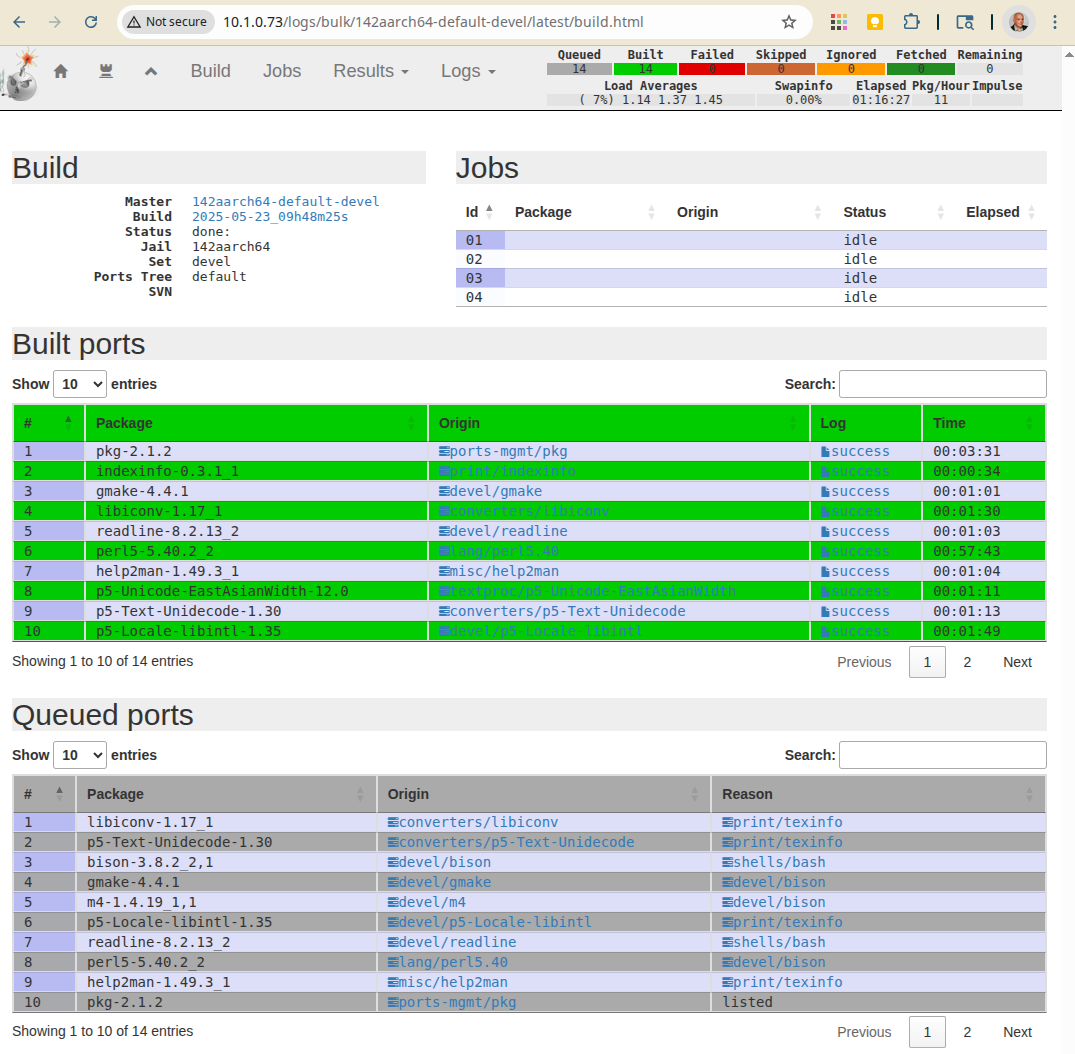 Not secure 10.1.0.73/logs/bulk/142aarch64-default-devel/latest/build.html
Build Jobs Results Logs
Queued Built Failed Skipped Ignored Fetched Remaining
14 14 0 0 0 0 0
Load Averages Swapinfo Elapsed Pkg/Hour Impulse
( 7%) 1.14 1.37 1.45 0.00% 01:16:27 11
Build
Master 142aarch64-default-devel
Build 2025-05-23_09h48m25s
Status done:
Jail 142aarch64
Set devel
Ports Tree default
SVN
Jobs
Id Package Origin Status Elapsed
01 idle
02 idle
03 idle
04 idle
Built ports
Show 10 entries Search:
# Package Origin Log Time
1 pkg-2.1.2 ports-mgmt/pkg success 00:03:31
2 indexinfo-0.3.1_1 print/indexinfo success 00:00:34
3 gmake-4.4.1 devel/gmake success 00:01:01
4 libiconv-1.17_1 converters/libiconv success 00:01:30
5 readline-8.2.13_2 devel/readline success 00:01:03
6 perl5-5.40.2_2 lang/perl5.40 success 00:57:43
7 help2man-1.49.3_1 misc/help2man success 00:01:04
8 p5-Unicode-EastAsianWidth-12.0 textproc/p5-Unicode-EastAsianWidth success 00:01:11
9 p5-Text-Unidecode-1.30 converters/p5-Text-Unidecode success 00:01:13
10 p5-Locale-libintl-1.35 devel/p5-Locale-libintl success 00:01:49
Showing 1 to 10 of 14 entries Previous 1 2 Next
Queued ports
Show 10 entries Search:
# Package Origin Reason
1 libiconv-1.17_1 converters/libiconv print/texinfo
2 p5-Text-Unidecode-1.30 converters/p5-Text-Unidecode print/texinfo
3 bison-3.8.2_2,1 devel/bison shells/bash
4 gmake-4.4.1 devel/gmake devel/bison
5 m4-1.4.19_1,1 devel/m4 devel/bison
6 p5-Locale-libintl-1.35 devel/p5-Locale-libintl print/texinfo
7 readline-8.2.13_2 devel/readline shells/bash
8 perl5-5.40.2_2 lang/perl5.40 devel/bison
9 help2man-1.49.3_1 misc/help2man print/texinfo
10 pkg-2.1.2 ports-mgmt/pkg listed
Showing 1 to 10 of 14 entries Previous 1 2 Next